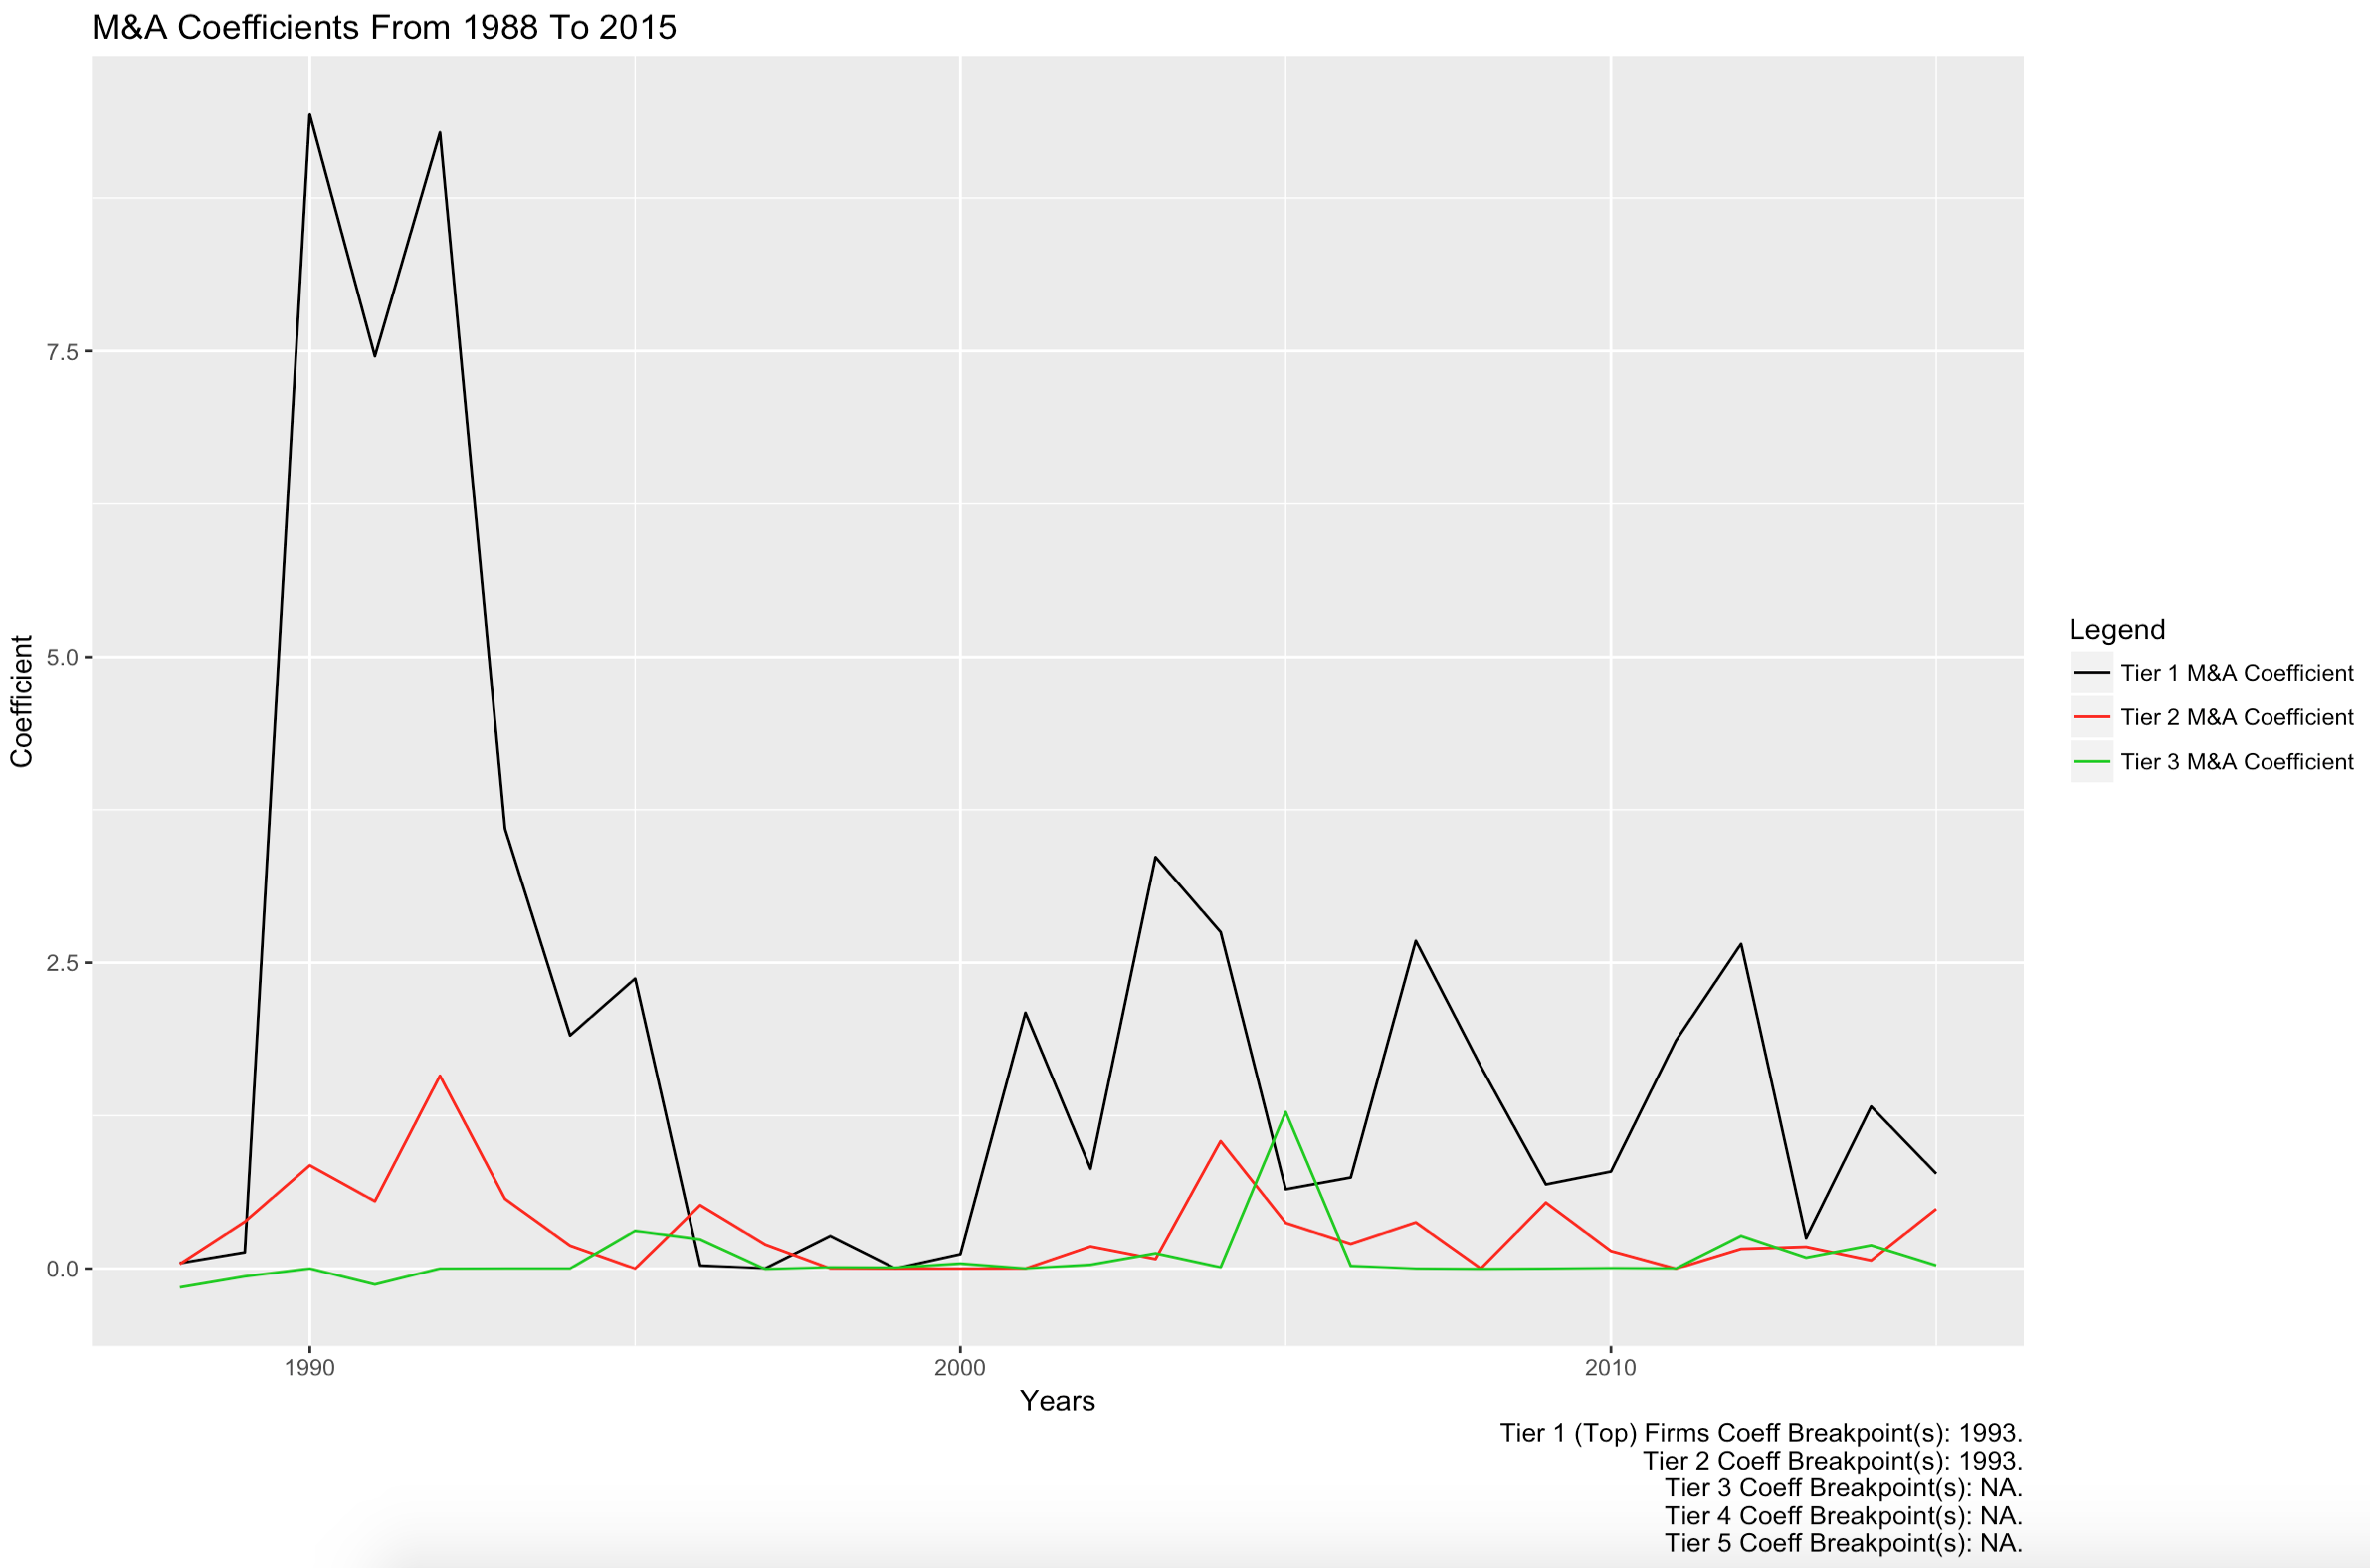 M&A Coefficients From 1988 To 2015
7.5
5.0
2.5
0.0
Coefficient
1990
2000
2010
Years
Legend
Tier 1 M&A Coefficient
Tier 2 M&A Coefficient
Tier 3 M&A Coefficient
Tier 1 (Top) Firms Coeff Breakpoint(s): 1993.
Tier 2 Coeff Breakpoint(s): 1993.
Tier 3 Coeff Breakpoint(s): NA.
Tier 4 Coeff Breakpoint(s): NA.
Tier 5 Coeff Breakpoint(s): NA.